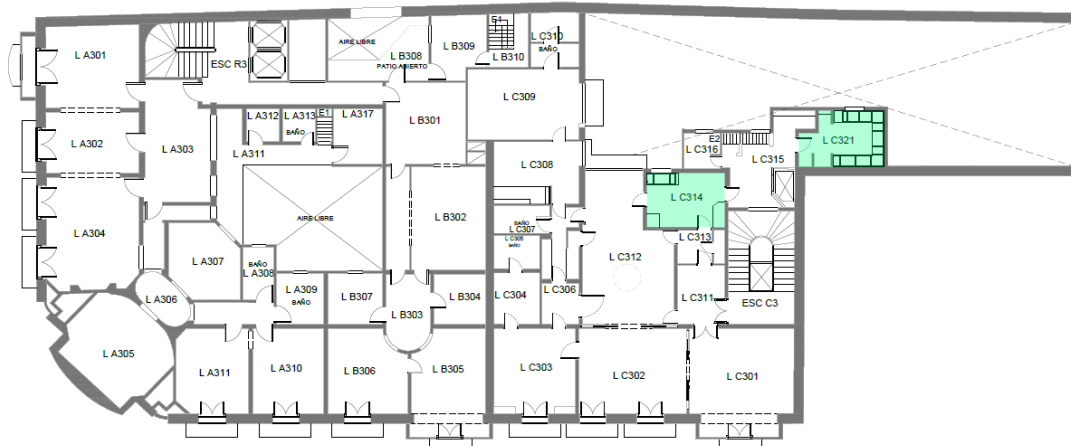 L A301
ESC R3
AIRE LIBRE
L B308
PATIO ABIERTO
L B309
E1
L B310
L C310
BAÑO
L C309
L A302
L A303
L A312
L A313
BAÑO
E1
L A317
L A311
L B301
L C308
L C316
E2
L C315
L C321
L A304
L A307
AIRE LIBRE
L B302
BAÑO
L C307
L C305
BAÑO
L C314
L C313
L C312
BAÑO
L A308
L A306
L A309
BAÑO
L B307
L B303
L B304
L C304
L C306
L C311
ESC C3
L A305
L A311
L A310
L B306
L B305
L C303
L C302
L C301